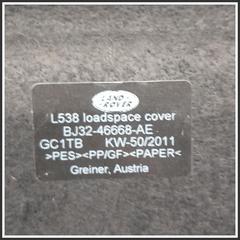 LAND
ROVER
L538 loadspace cover
BJ32-46668-AE
GC1TB KW-50/2011
>PES<>PP/GF<>PAPER<
Greiner, Austria